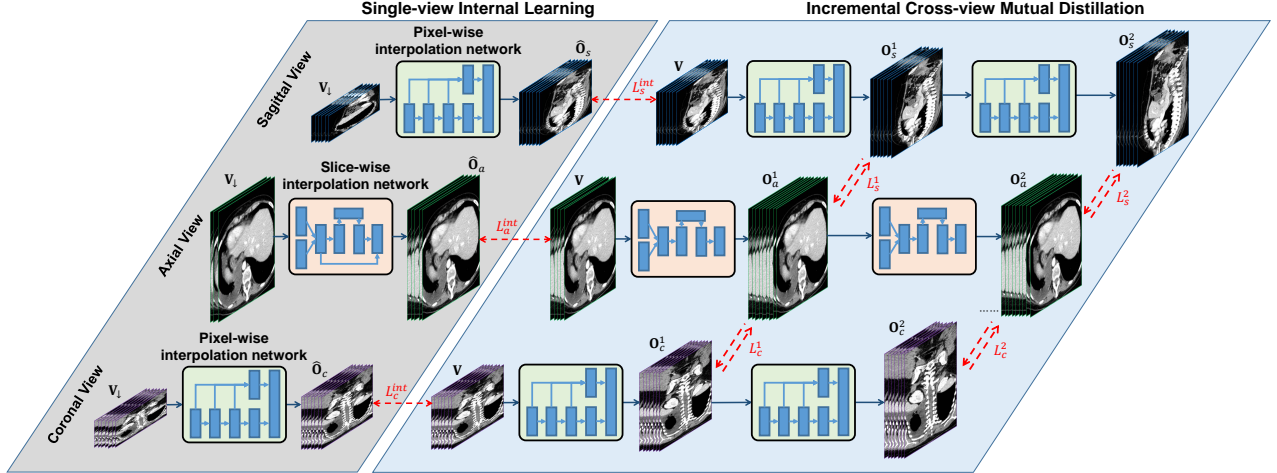 Single-view Internal Learning
Incremental Cross-view Mutual Distillation
Sagittal View
Pixel-wise
interpolation network
V↓
Ô_s
L_s^{int}
V
O_s^1
O_s^2
Axial View
Slice-wise
interpolation network
V↓
Ô_a
L_a^{int}
V
O_a^1
L_s^1
O_a^2
L_s^2
Coronal View
Pixel-wise
interpolation network
V↓
Ô_c
L_c^{int}
V
O_c^1
L_c^1
O_c^2
L_c^2
......